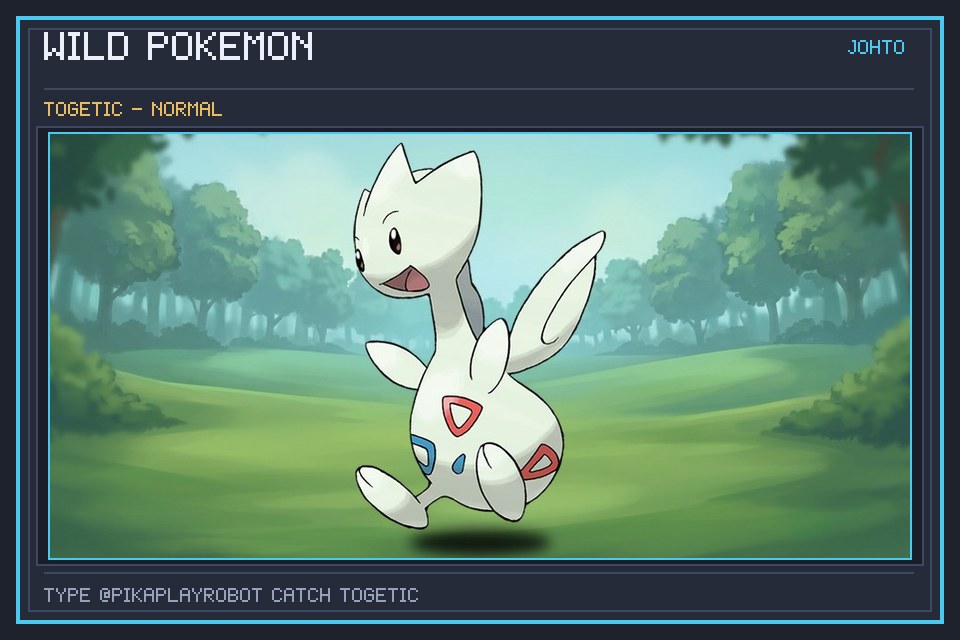 WILD POKEMON
JOHTO
TOGETIC — NORMAL
TYPE @PIKAPLAYROBOT CATCH TOGETIC